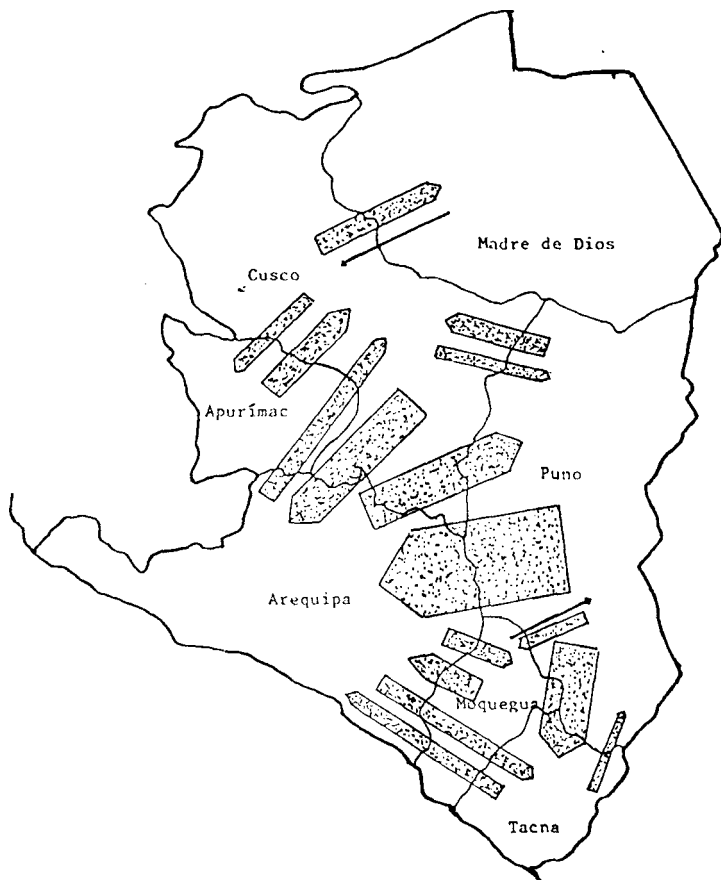 Madre de Dios
Cusco
Apurímac
Puno
Arequipa
Moquegua
Tacna